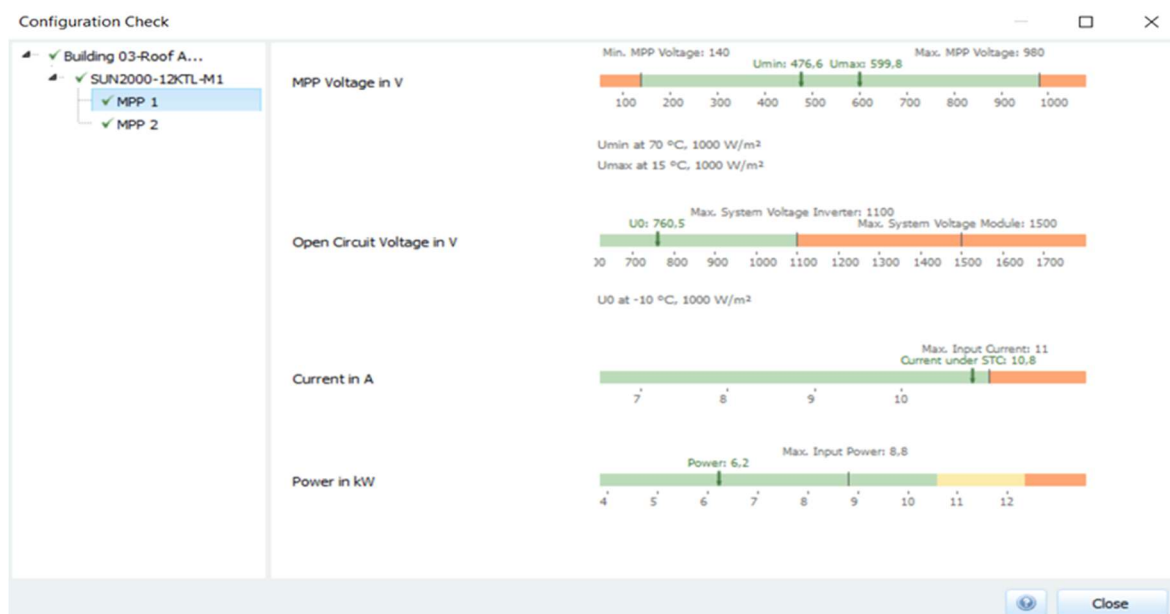 Configuration Check
Building 03-Roof A...
SUN2000-12KTL-M1
MPP 1
MPP 2
MPP Voltage in V
Min. MPP Voltage: 140
Max. MPP Voltage: 980
Umin: 476,6 Umax: 599,8
100 200 300 400 500 600 700 800 900 1000
Umin at 70 ºC, 1000 W/m²
Umax at 15 ºC, 1000 W/m²
Open Circuit Voltage in V
Max. System Voltage Inverter: 1100
U0: 760,5
Max. System Voltage Module: 1500
00 700 800 900 1000 1100 1200 1300 1400 1500 1600 1700
U0 at -10 ºC, 1000 W/m²
Current in A
Max. Input Current: 11
Current under STC: 10,8
7 8 9 10
Power in kW
Max. Input Power: 8,8
Power: 6,2
4 5 6 7 8 9 10 11 12
Close